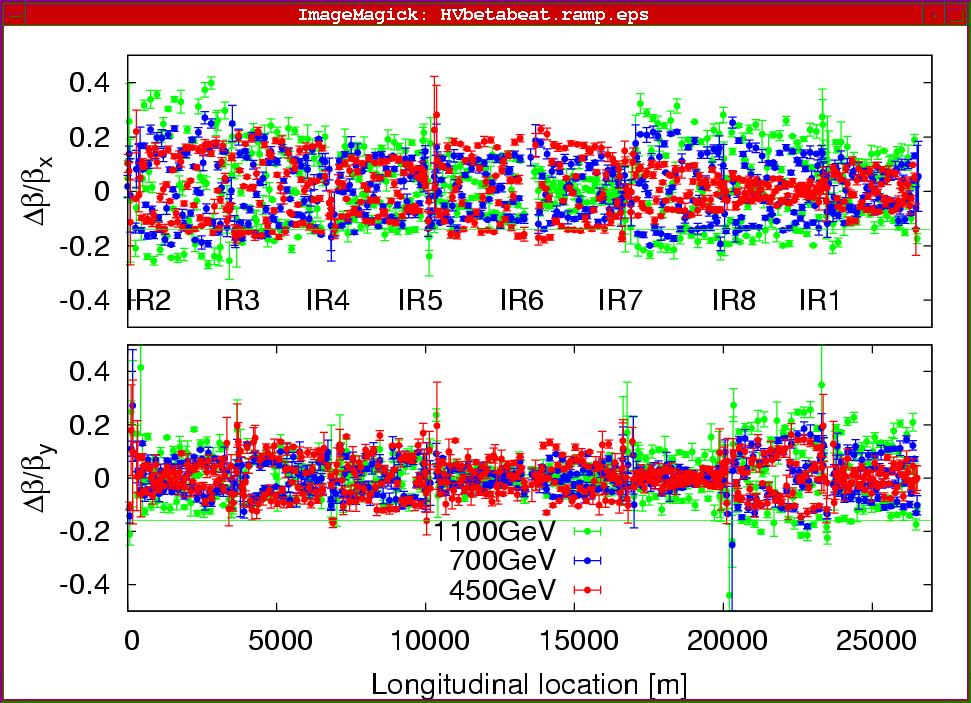 ImageMagick: HVbetabeat.ramp.eps
0.4
0.2
0
-0.2
-0.4
Δβ/βx
IR2 IR3 IR4 IR5 IR6 IR7 IR8 IR1
0.4
0.2
0
-0.2
-0.4
Δβ/βy
1100GeV
700GeV
450GeV
0 5000 10000 15000 20000 25000
Longitudinal location [m]